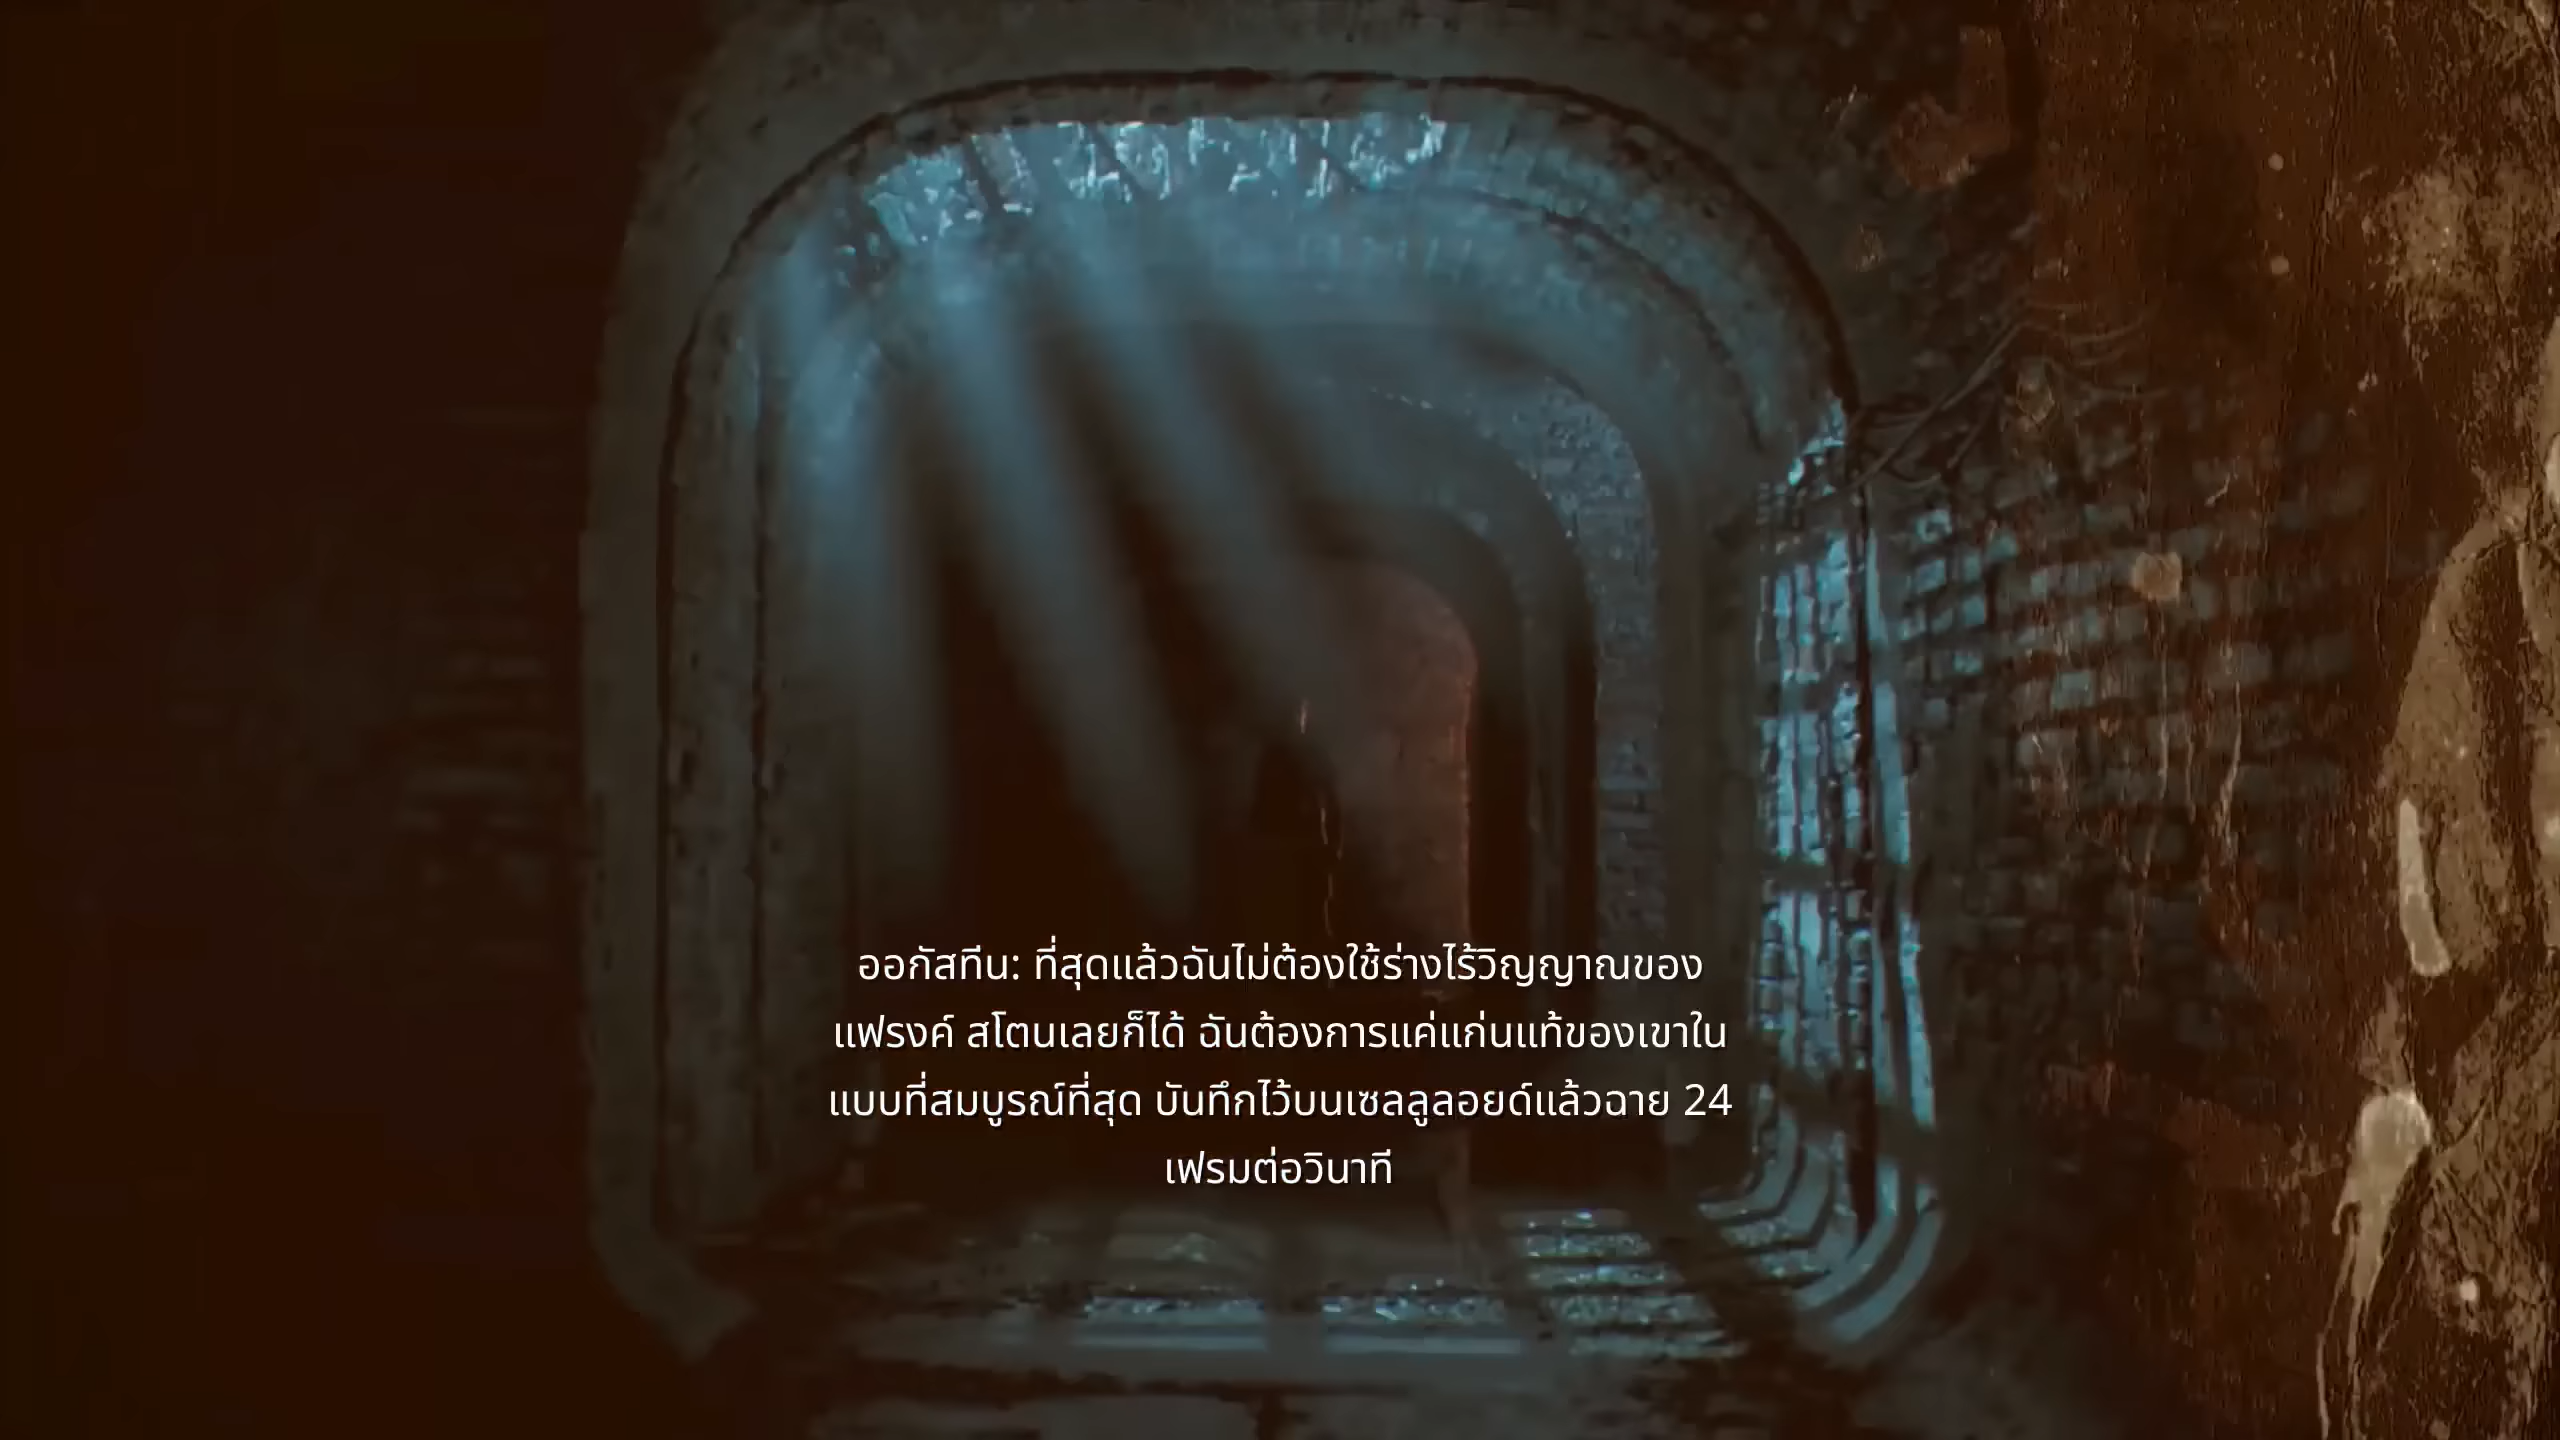 ออกัสทีน: ที่สุดแล้วฉันไม่ต้องใช้ร่างไร้วิญญาณของ
แฟรงค์ สโตนเลยก็ได้ ฉันต้องการแค่แก่นแท้ของเขาใน
แบบที่สมบูรณ์ที่สุด บันทึกไว้บนเซลลูลอยด์แล้วฉาย 24
เฟรมต่อวินาที